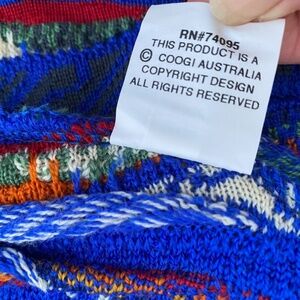 RN#74095
THIS PRODUCT IS A
© COOGI AUSTRALIA
COPYRIGHT DESIGN
ALL RIGHTS RESERVED